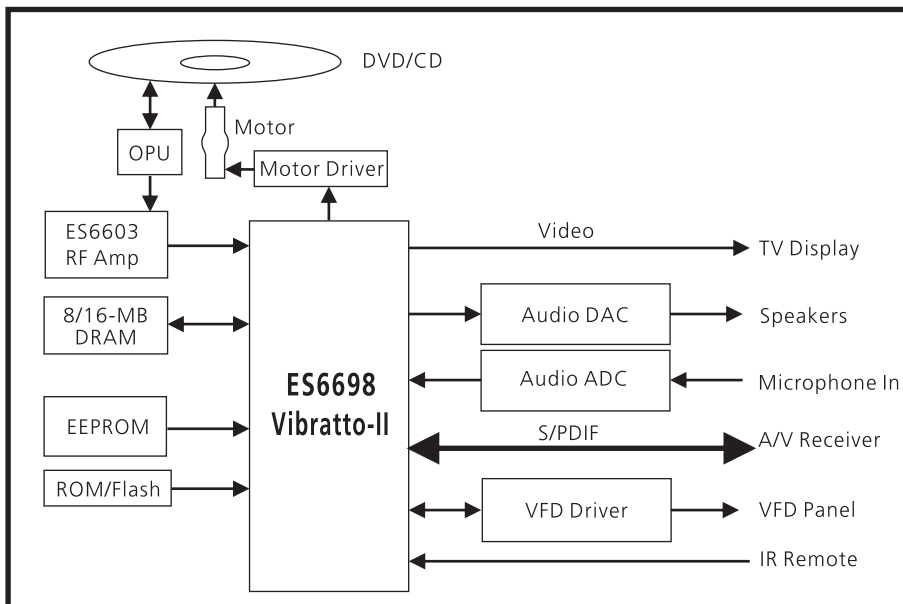 DVD/CD
Motor
OPU
Motor Driver
ES6603
RF Amp
Video
TV Display
8/16-MB
DRAM
Audio DAC
Speakers
ES6698
Vibratto-II
Audio ADC
Microphone In
EEPROM
S/PDIF
A/V Receiver
ROM/Flash
VFD Driver
VFD Panel
IR Remote